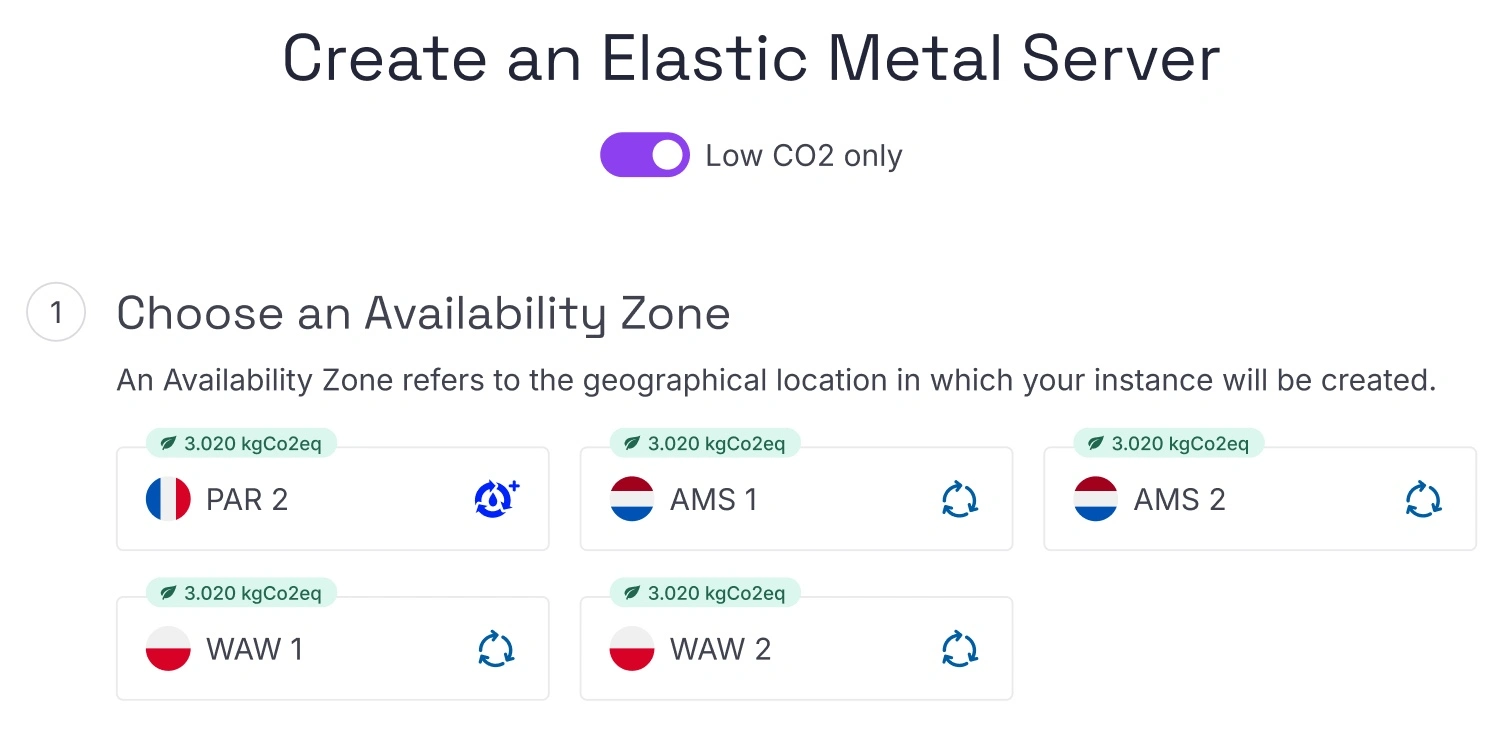 Create an Elastic Metal Server
Low CO2 only
1
Choose an Availability Zone
An Availability Zone refers to the geographical location in which your instance will be created.
3.020 kgCo2eq
PAR 2
3.020 kgCo2eq
AMS 1
3.020 kgCo2eq
AMS 2
3.020 kgCo2eq
WAW 1
3.020 kgCo2eq
WAW 2